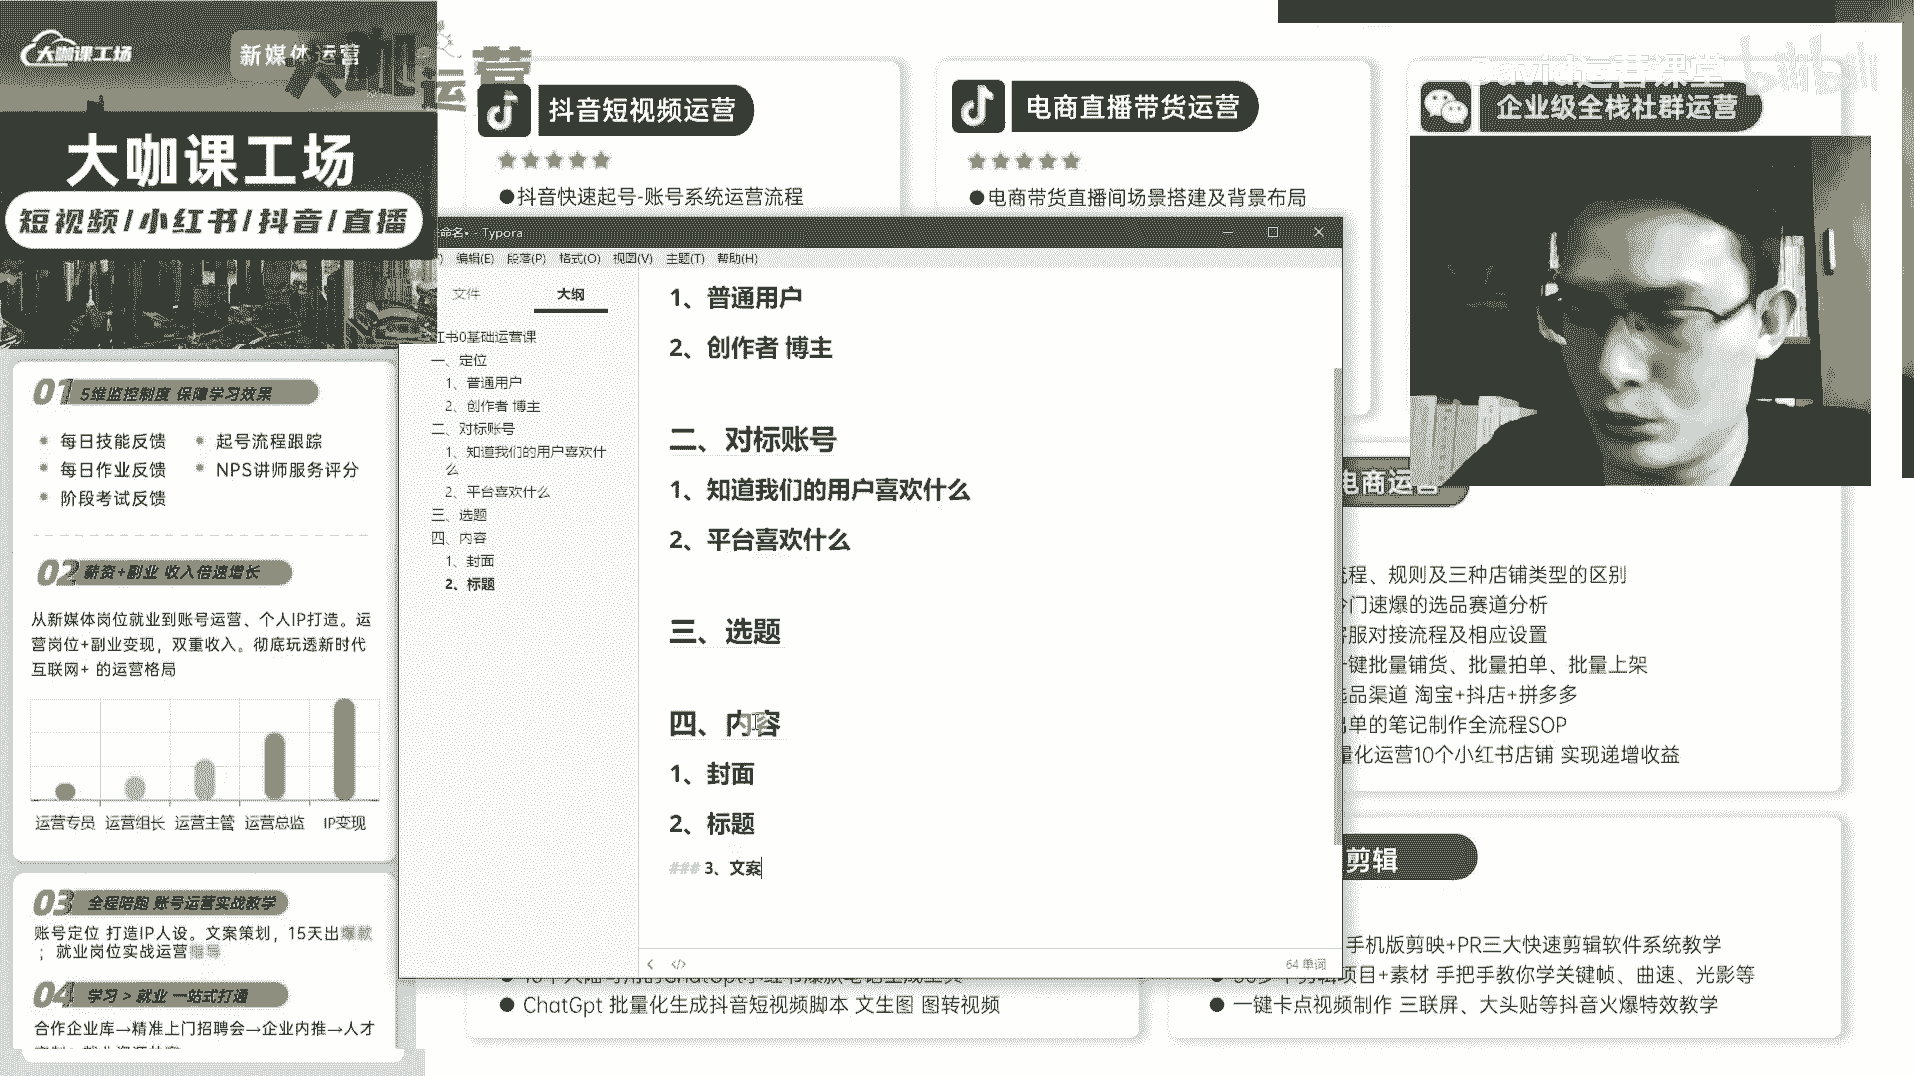 大咖课工场
新媒体运营
大咖
运营
大咖课工场
短视频/小红书/抖音/直播
01 5维监控制度 保障学习效果
每日技能反馈
起号流程跟踪
每日作业反馈
NPS讲师服务评分
阶段考试反馈
02 薪资+副业 收入倍速增长
从新媒体岗位就业到账号运营、个人IP打造。运
营岗位+副业变现，双重收入。彻底玩透新时代
互联网+ 的运营格局
运营专员 运营组长 运营主管 运营总监 IP变现
03 全程陪跑 账号运营实战教学
账号定位 打造IP人设。文案策划，15天出爆款
；就业岗位实战运营指导
04 学习 > 就业 一站式打通
合作企业库→精准上门招聘会→企业内推→人才
抖音短视频运营
●抖音快速起号-账号系统运营流程
电商直播带货运营
●电商带货直播间场景搭建及背景布局
David运营课堂
bilibili
企业级全栈社群运营
未命名• - Typora
编辑(E) 段落(P) 格式(O) 视图(V) 主题(T) 帮助(H)
文件 大纲
红书0基础运营课
一、定位
1、普通用户
2、创作者 博主
二、对标账号
1、知道我们的用户喜欢什
么
2、平台喜欢什么
三、选题
四、内容
1、封面
2、标题
1、普通用户
2、创作者 博主
二、对标账号
1、知道我们的用户喜欢什么
2、平台喜欢什么
三、选题
四、内容
1、封面
2、标题
### 3、文案
64 单词
电商运营
流程、规则及三种店铺类型的区别
冷门速爆的选品赛道分析
客服对接流程及相应设置
一键批量铺货、批量拍单、批量上架
选品渠道 淘宝+抖店+拼多多
出单的笔记制作全流程SOP
量化运营10个小红书店铺 实现递增收益
剪辑
手机版剪映+PR三大快速剪辑软件系统教学
项目+素材 手把手教你学关键帧、曲速、光影等
● 一键卡点视频制作 三联屏、大头贴等抖音火爆特效教学
● ChatGpt 批量化生成抖音短视频脚本 文生图 图转视频